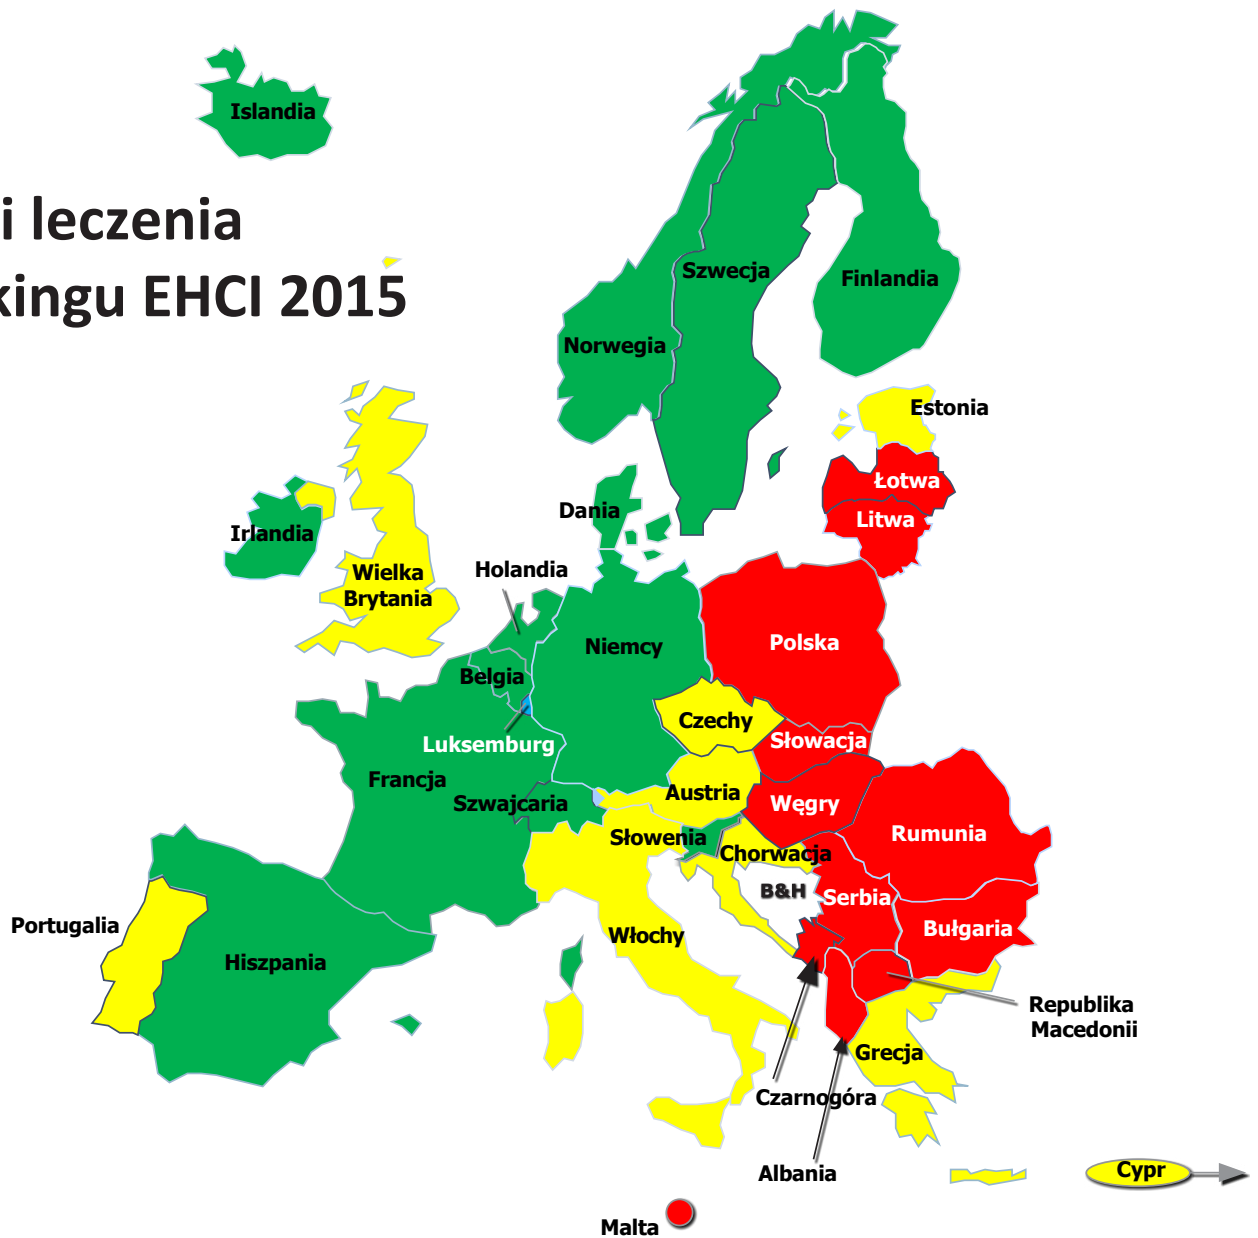 Islandia
i leczenia
kingu EHCI 2015
Szwecja
Finlandia
Norwegia
Estonia
Łotwa
Dania
Litwa
Irlandia
Holandia
Wielka
Brytania
Niemcy
Polska
Belgia
Czechy
Luksemburg
Słowacja
Francja
Szwajcaria
Austria
Węgry
Słowenia
Rumunia
Chorwacja
B&H
Serbia
Portugalia
Włochy
Bułgaria
Hiszpania
Republika
Macedonii
Grecja
Czarnogóra
Albania
Cypr
Malta